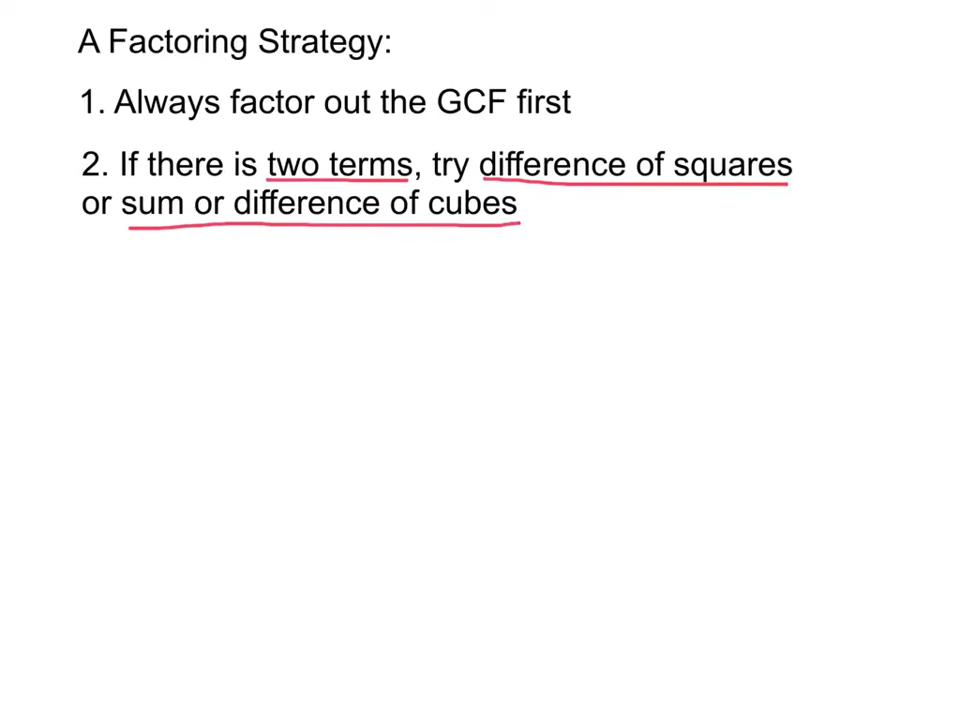 A Factoring Strategy:
1. Always factor out the GCF first
2. If there is two terms, try difference of squares
or sum or difference of cubes